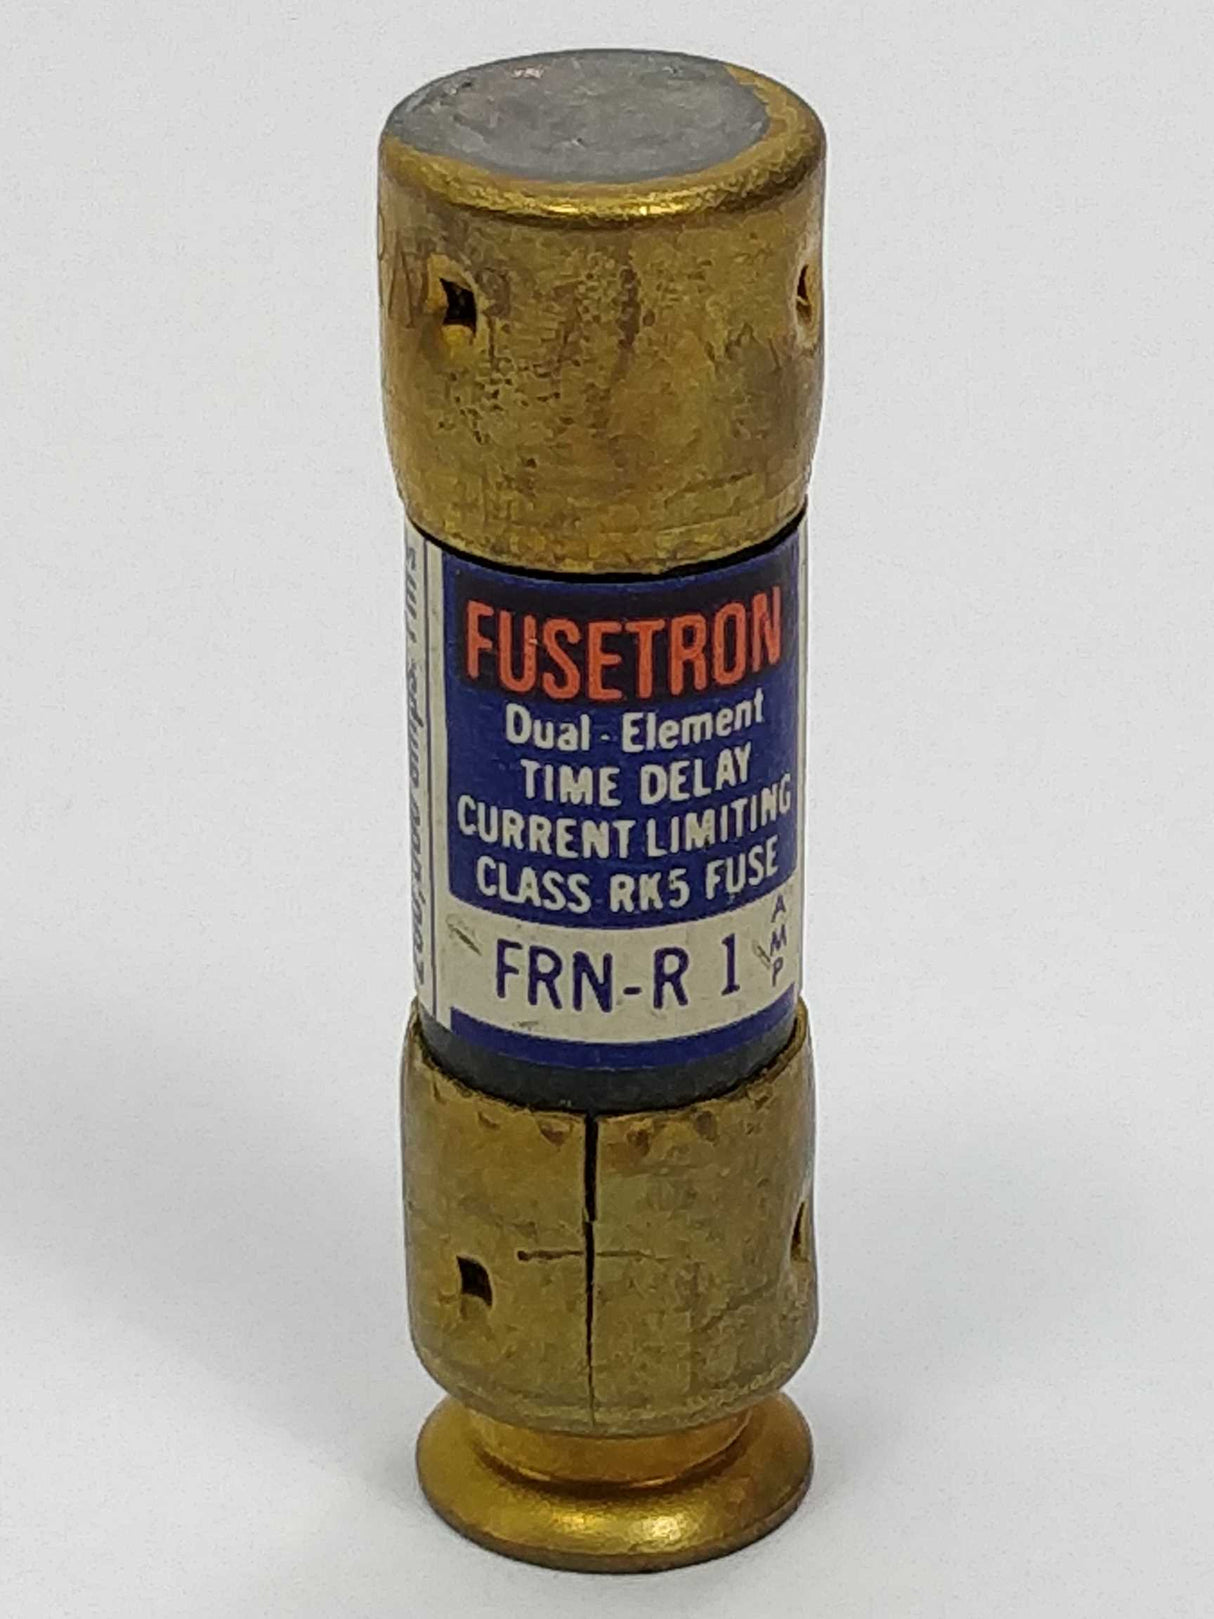 FUSETRON
Dual-Element
TIME DELAY
CURRENT LIMITING
CLASS RK5 FUSE
FRN-R 1 AMP